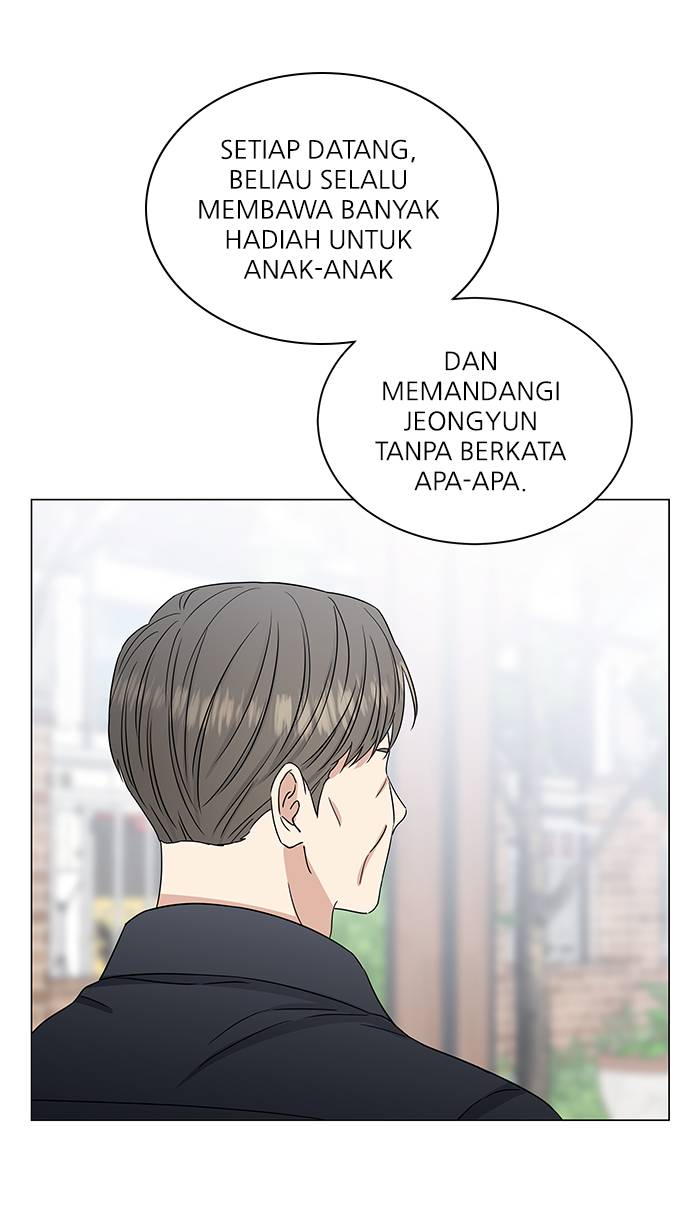 SETIAP DATANG,
BELIAU SELALU
MEMBAWA BANYAK
HADIAH UNTUK
ANAK-ANAK
DAN
MEMANDANGI
JEONGYUN
TANPA BERKATA
APA-APA.